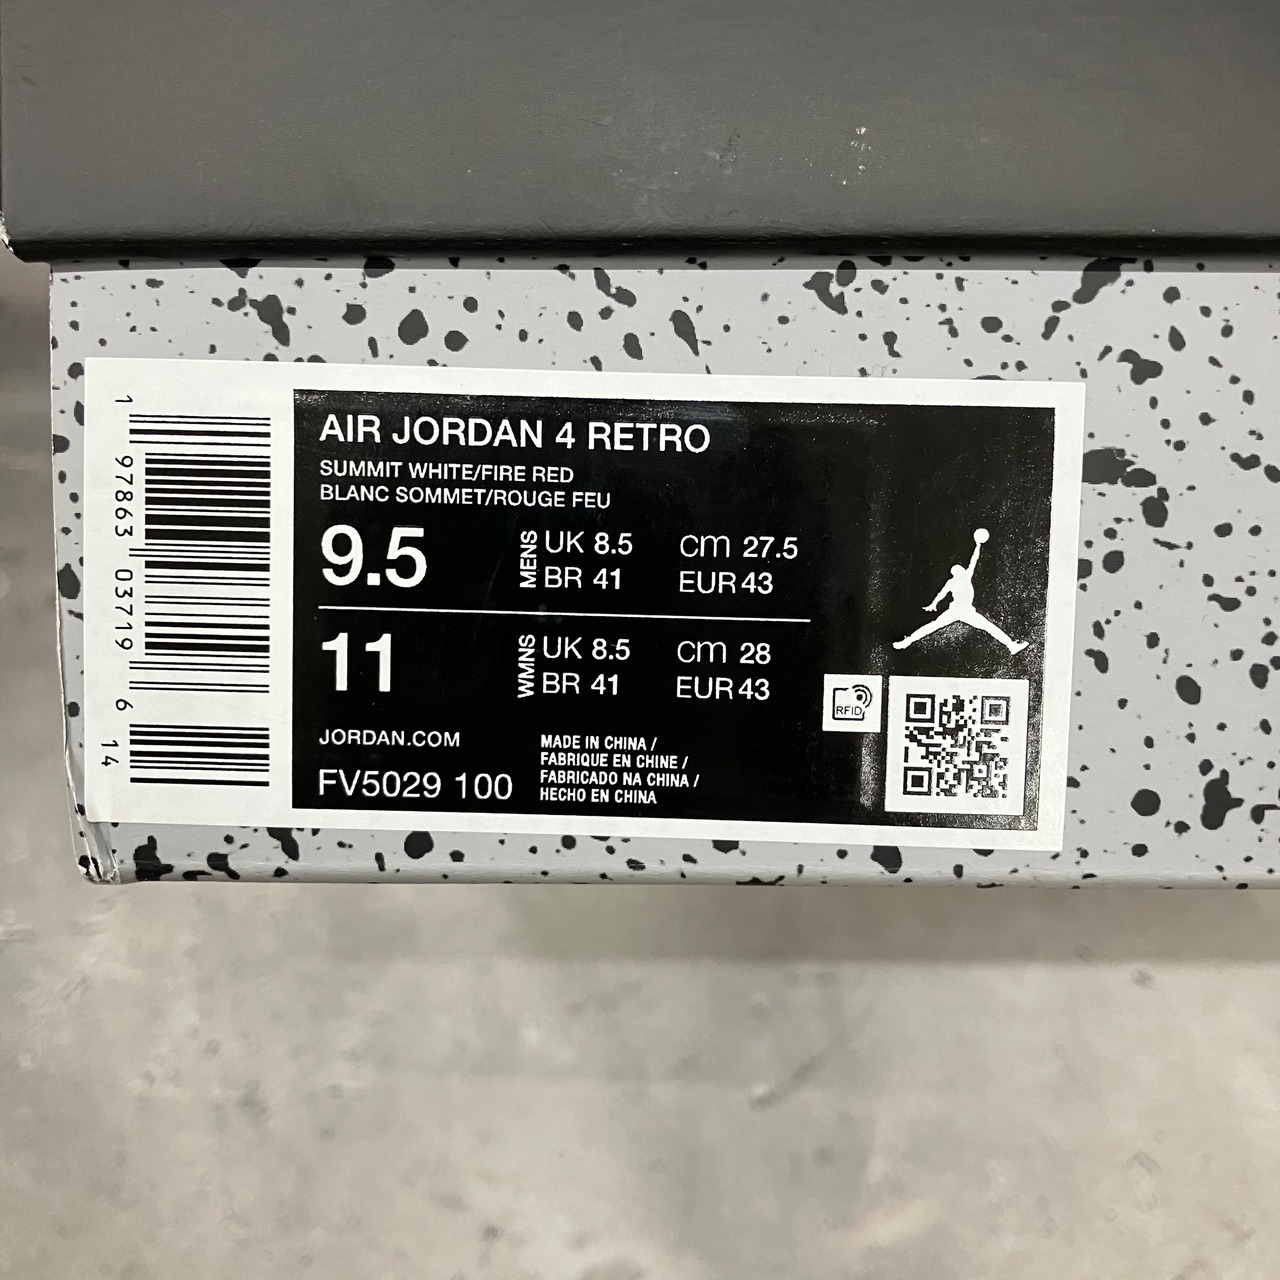 AIR JORDAN 4 RETRO
SUMMIT WHITE/FIRE RED
BLANC SOMMET/ROUGE FEU
9.5 MENS UK 8.5 cm 27.5
BR 41 EUR 43
11 WMNS UK 8.5 cm 28
BR 41 EUR 43
JORDAN.COM
FV5029 100
MADE IN CHINA /
FABRIQUE EN CHINE /
FABRICADO NA CHINA /
HECHO EN CHINA
RFID
1 97863 03719 6 14